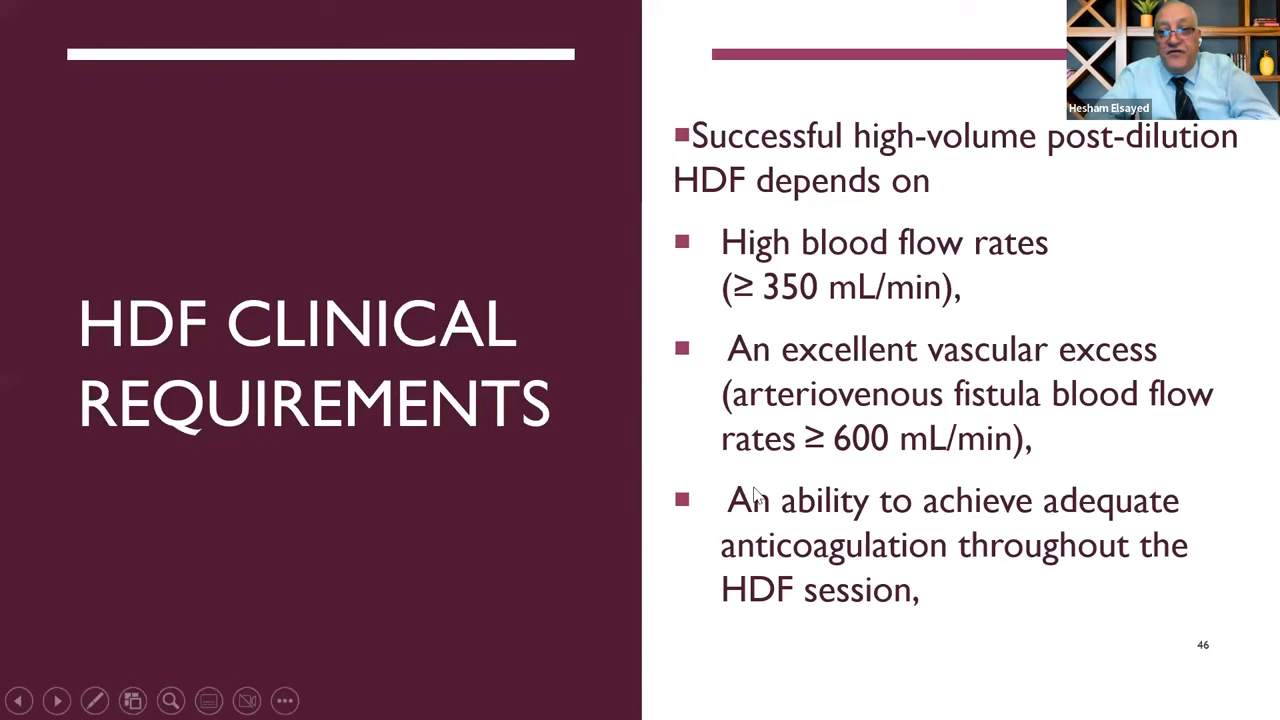 Hesham Elsayed
HDF CLINICAL
REQUIREMENTS
▪Successful high-volume post-dilution
HDF depends on
▪ High blood flow rates
(≥ 350 mL/min),
▪ An excellent vascular excess
(arteriovenous fistula blood flow
rates ≥ 600 mL/min),
▪ An ability to achieve adequate
anticoagulation throughout the
HDF session,
46